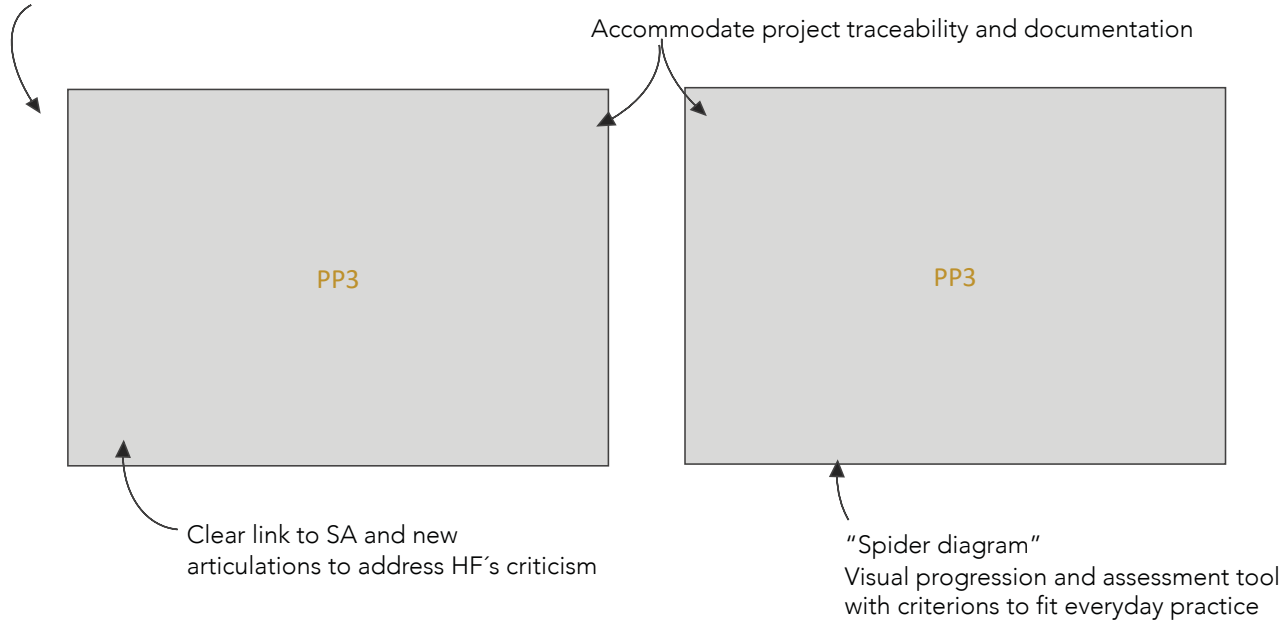 Accommodate project traceability and documentation
PP3
PP3
Clear link to SA and new
articulations to address HF´s criticism
“Spider diagram”
Visual progression and assessment tool
with criterions to fit everyday practice